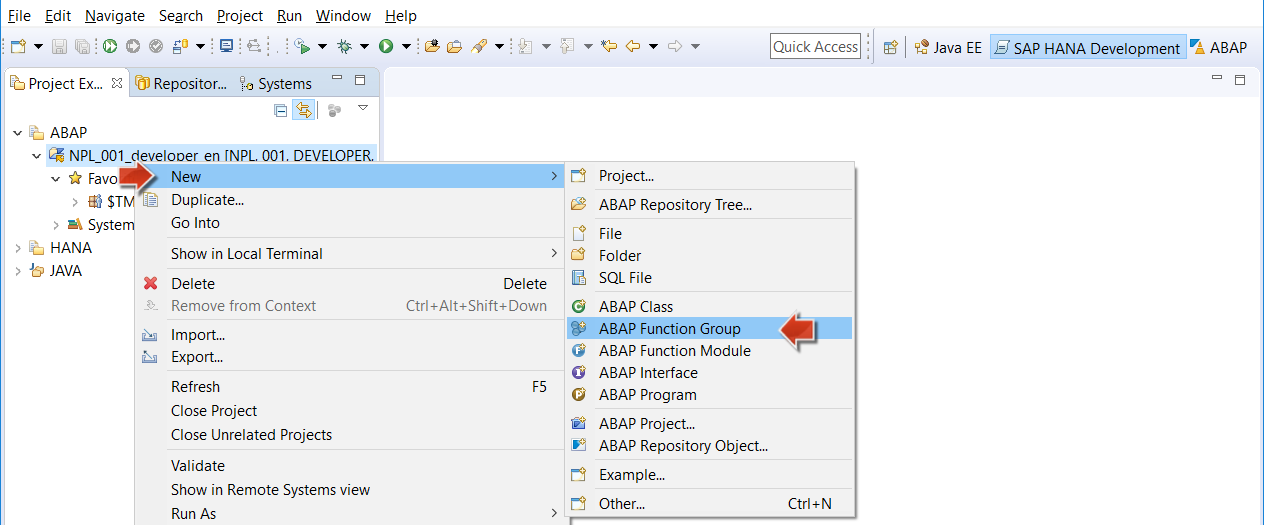 File Edit Navigate Search Project Run Window Help
Quick Access Java EE SAP HANA Development ABAP
Project Ex... Repositor... Systems
ABAP
NPL_001_developer_en [NPL, 001, DEVELOPER,
Favo
$TM
System
HANA
JAVA
New
Duplicate...
Go Into
Show in Local Terminal
Delete Delete
Remove from Context Ctrl+Alt+Shift+Down
Import...
Export...
Refresh F5
Close Project
Close Unrelated Projects
Validate
Show in Remote Systems view
Run As
Project...
ABAP Repository Tree...
File
Folder
SQL File
ABAP Class
ABAP Function Group
ABAP Function Module
ABAP Interface
ABAP Program
ABAP Project...
ABAP Repository Object...
Example...
Other... Ctrl+N